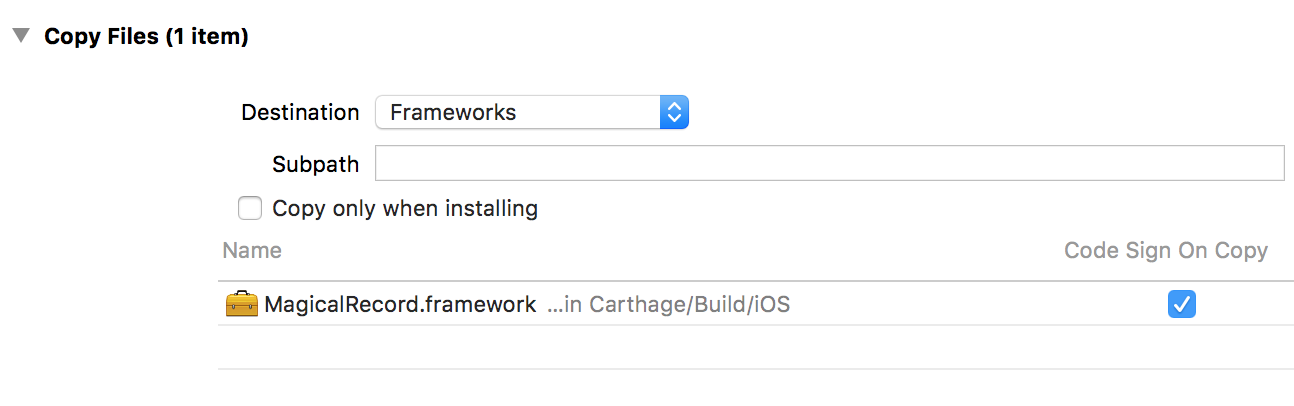 Copy Files (1 item)
Destination Frameworks
Subpath
Copy only when installing
Name Code Sign On Copy
MagicalRecord.framework ...in Carthage/Build/iOS